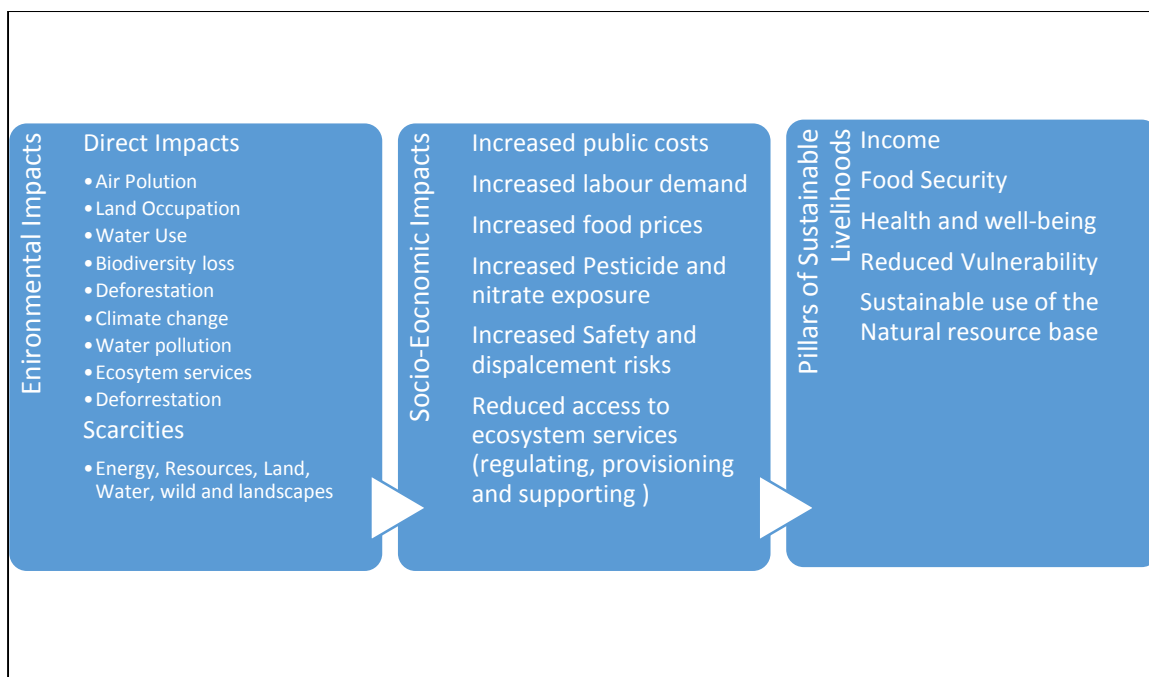 Enironmental Impacts
Direct Impacts
•Air Polution
•Land Occupation
•Water Use
•Biodiversity loss
•Deforestation
•Climate change
•Water pollution
•Ecosytem services
•Deforrestation
Scarcities
•Energy, Resources, Land,
Water, wild and landscapes
Socio-Eocnomic Impacts
Increased public costs
Increased labour demand
Increased food prices
Increased Pesticide and
nitrate exposure
Increased Safety and
dispalcement risks
Reduced access to
ecosystem services
(regulating, provisioning
and supporting )
Pillars of Sustainable
Livelihoods
Income
Food Security
Health and well-being
Reduced Vulnerability
Sustainable use of the
Natural resource base